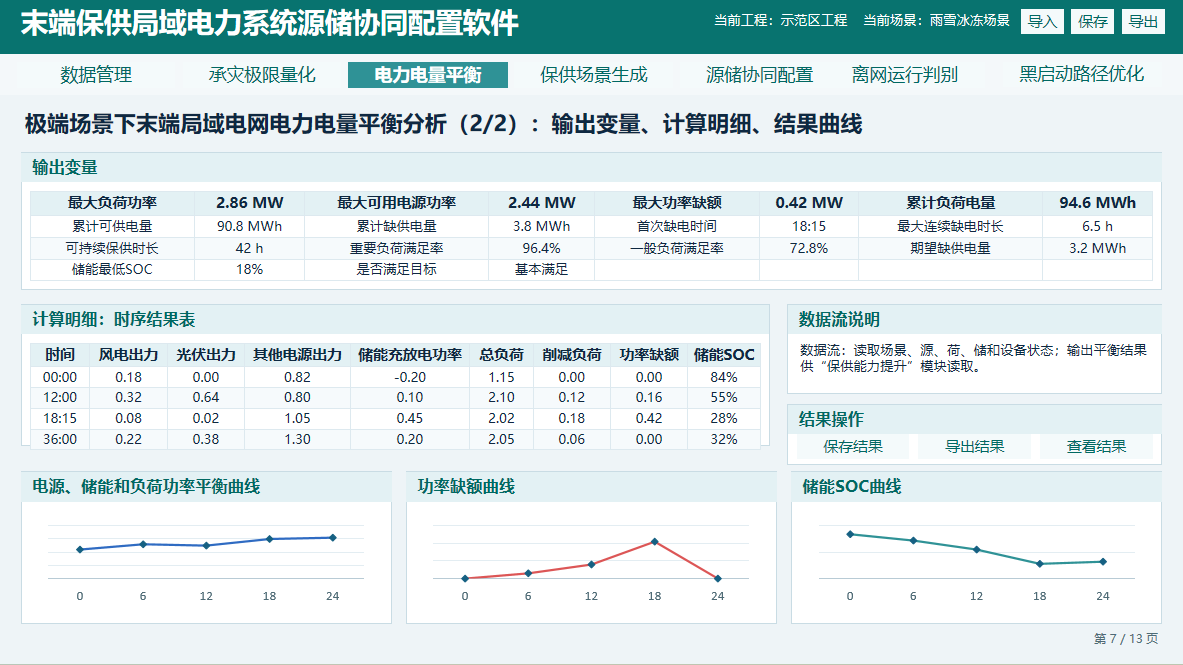 末端保供局域电力系统源储协同配置软件 当前工程：示范区工程 当前场景：雨雪冰冻场景 导入 保存 导出
数据管理 承灾极限量化 电力电量平衡 保供场景生成 源储协同配置 离网运行判别 黑启动路径优化
极端场景下末端局域电网电力电量平衡分析（2/2）：输出变量、计算明细、结果曲线
输出变量
最大负荷功率 2.86 MW 最大可用电源功率 2.44 MW 最大功率缺额 0.42 MW 累计负荷电量 94.6 MWh
累计可供电量 90.8 MWh 累计缺供电量 3.8 MWh 首次缺电时间 18:15 最大连续缺电时长 6.5 h
可持续保供时长 42 h 重要负荷满足率 96.4% 一般负荷满足率 72.8% 期望缺供电量 3.2 MWh
储能最低SOC 18% 是否满足目标 基本满足
计算明细：时序结果表
时间 风电出力 光伏出力 其他电源出力 储能充放电功率 总负荷 削减负荷 功率缺额 储能SOC
00:00 0.18 0.00 0.82 -0.20 1.15 0.00 0.00 84%
12:00 0.32 0.64 0.80 0.10 2.10 0.12 0.16 55%
18:15 0.08 0.02 1.05 0.45 2.02 0.18 0.42 28%
36:00 0.22 0.38 1.30 0.20 2.05 0.06 0.00 32%
数据流说明
数据流：读取场景、源、荷、储和设备状态；输出平衡结果
供“保供能力提升”模块读取。
结果操作
保存结果 导出结果 查看结果
电源、储能和负荷功率平衡曲线
0 6 12 18 24
功率缺额曲线
0 6 12 18 24
储能SOC曲线
0 6 12 18 24
第 7 / 13 页